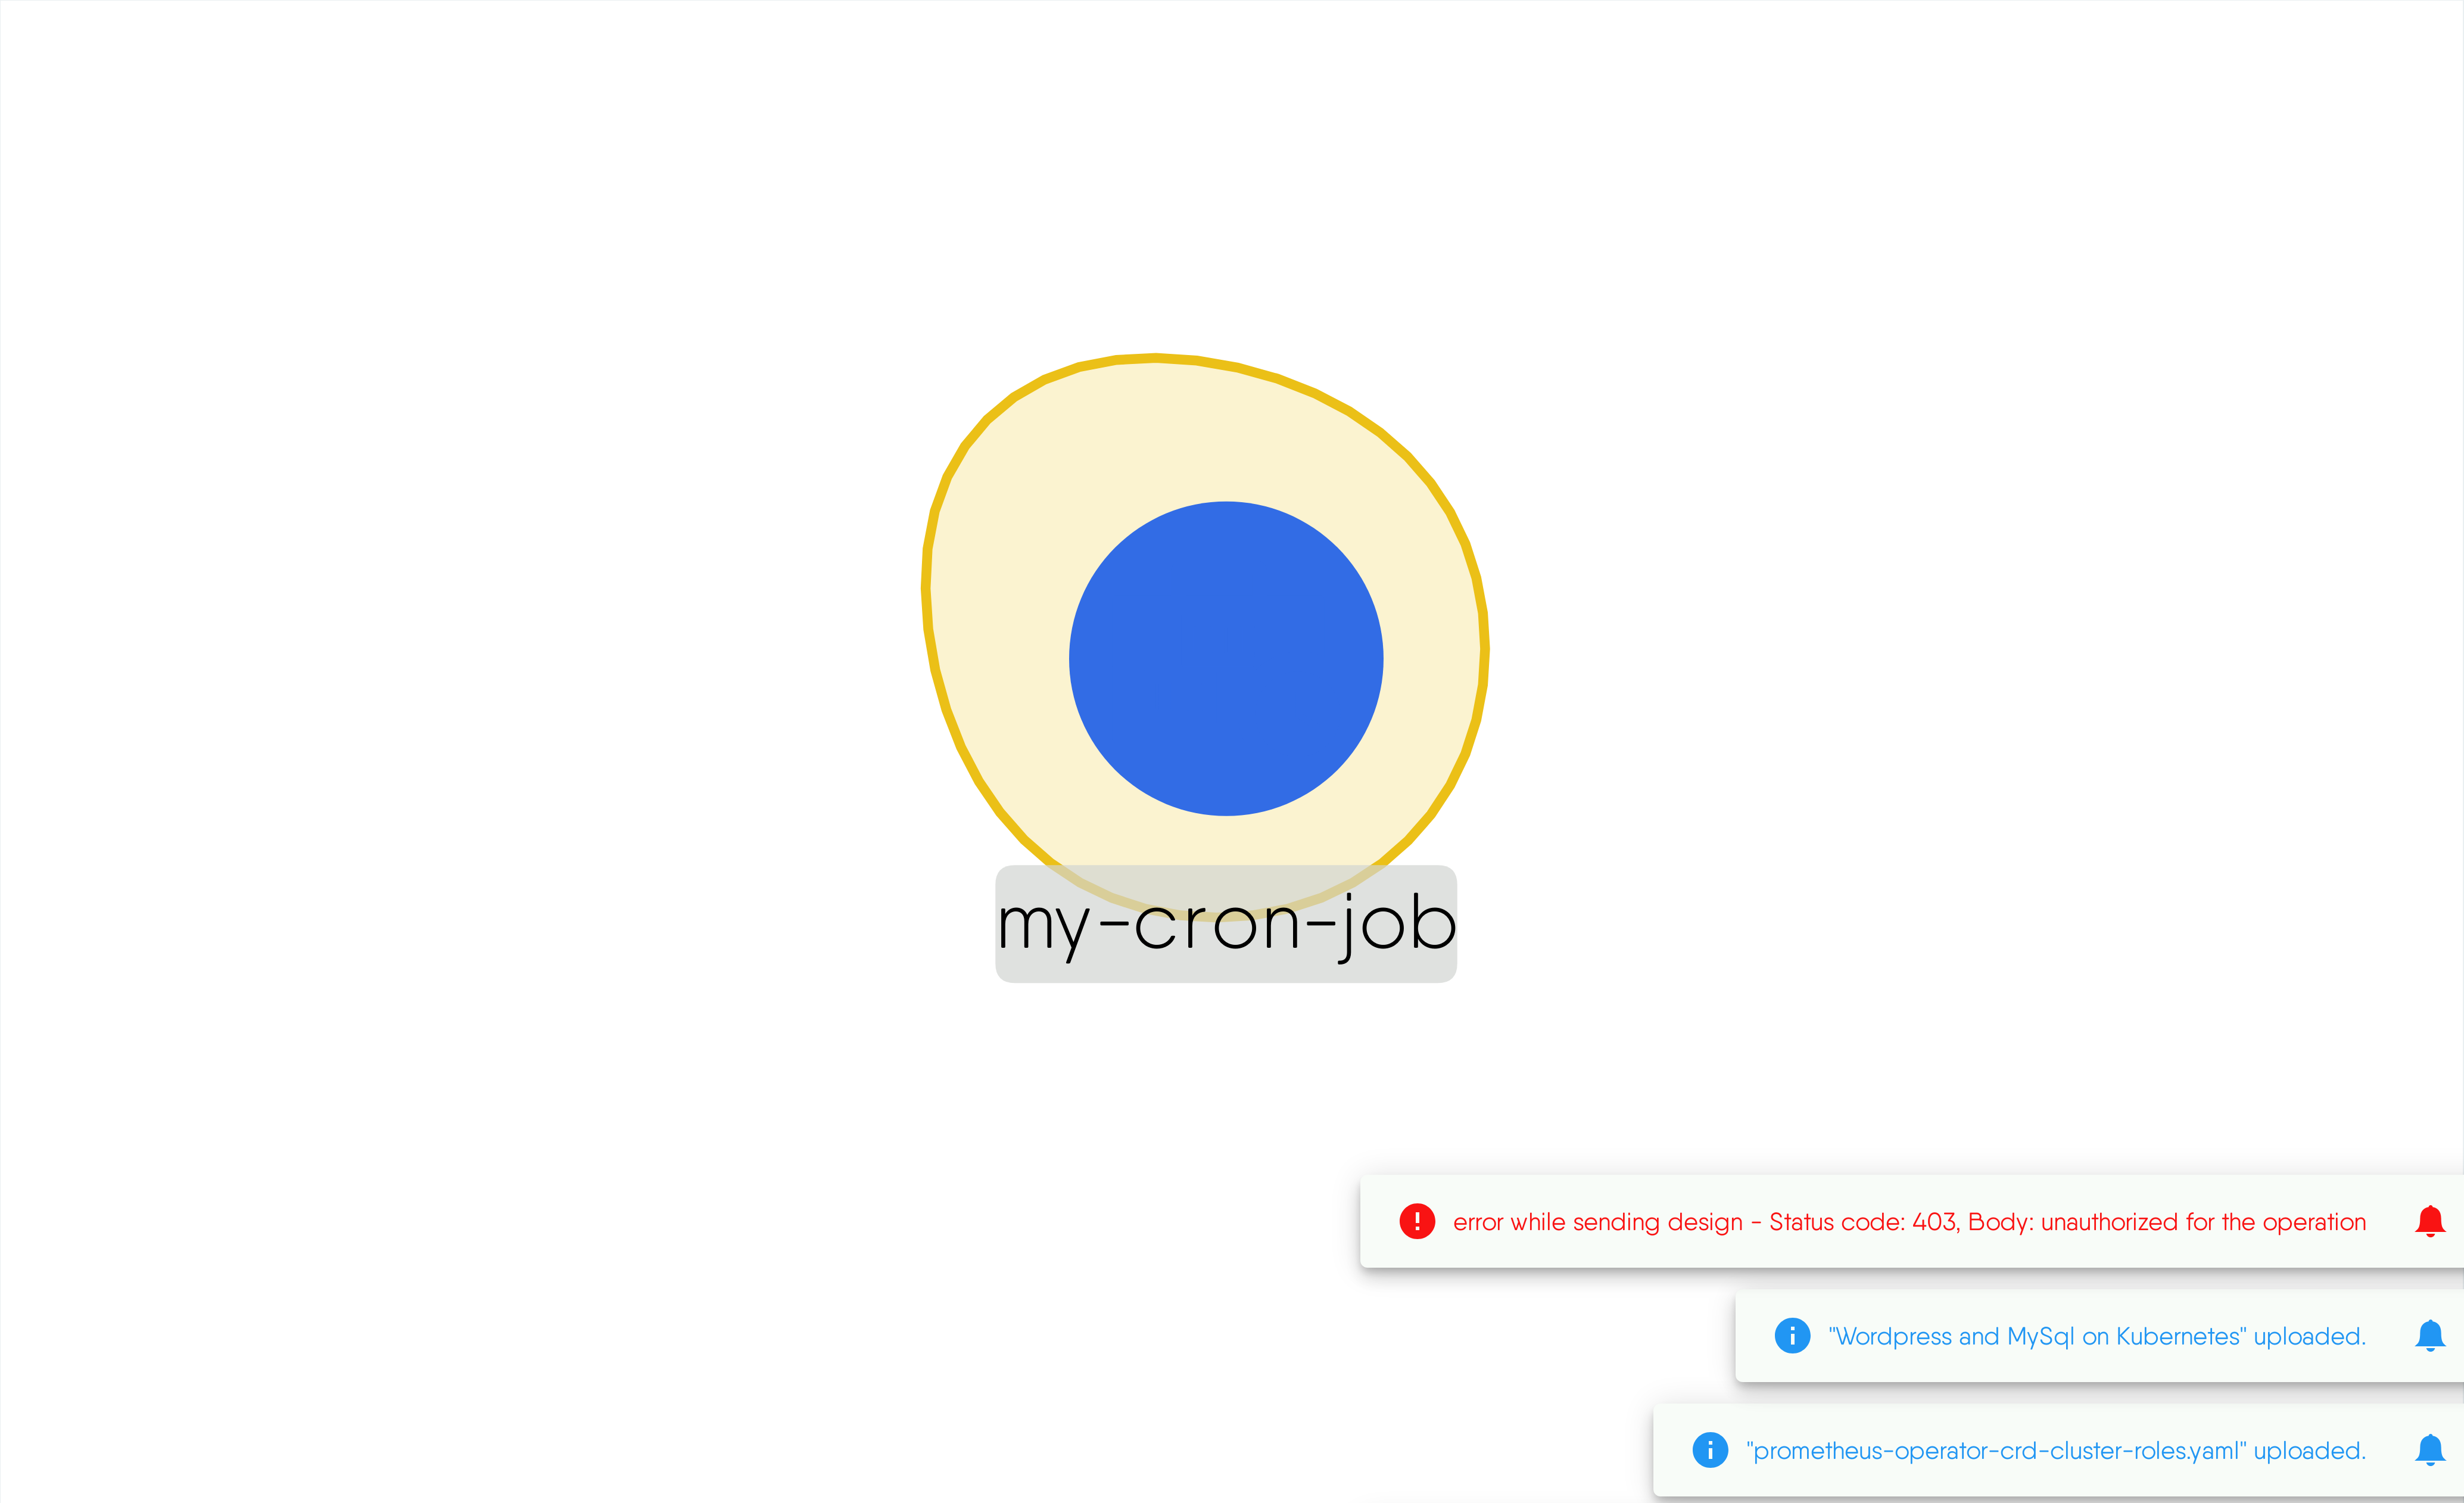 my-cron-job
error while sending design - Status code: 403, Body: unauthorized for the operation
"Wordpress and MySql on Kubernetes" uploaded.
"prometheus-operator-crd-cluster-roles.yaml" uploaded.